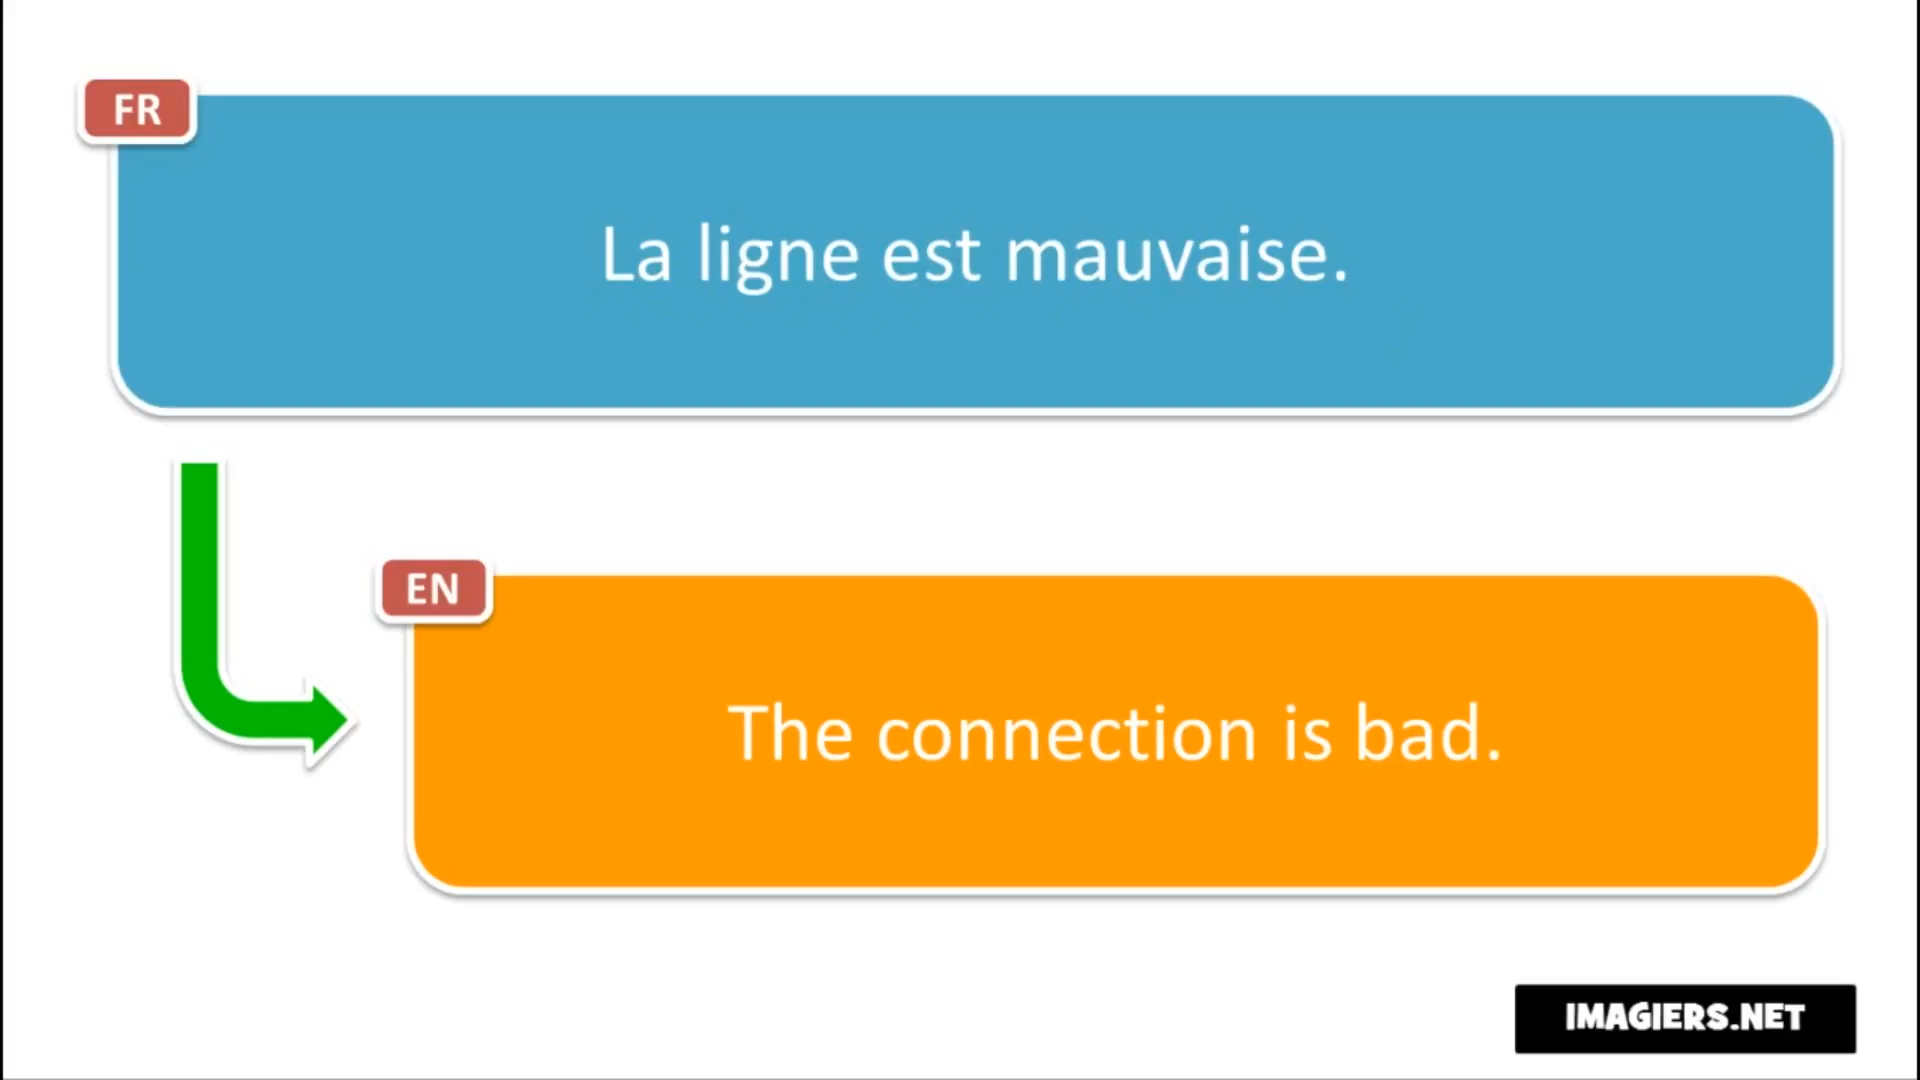 FR
La ligne est mauvaise.
EN
The connection is bad.
IMAGIERS.NET